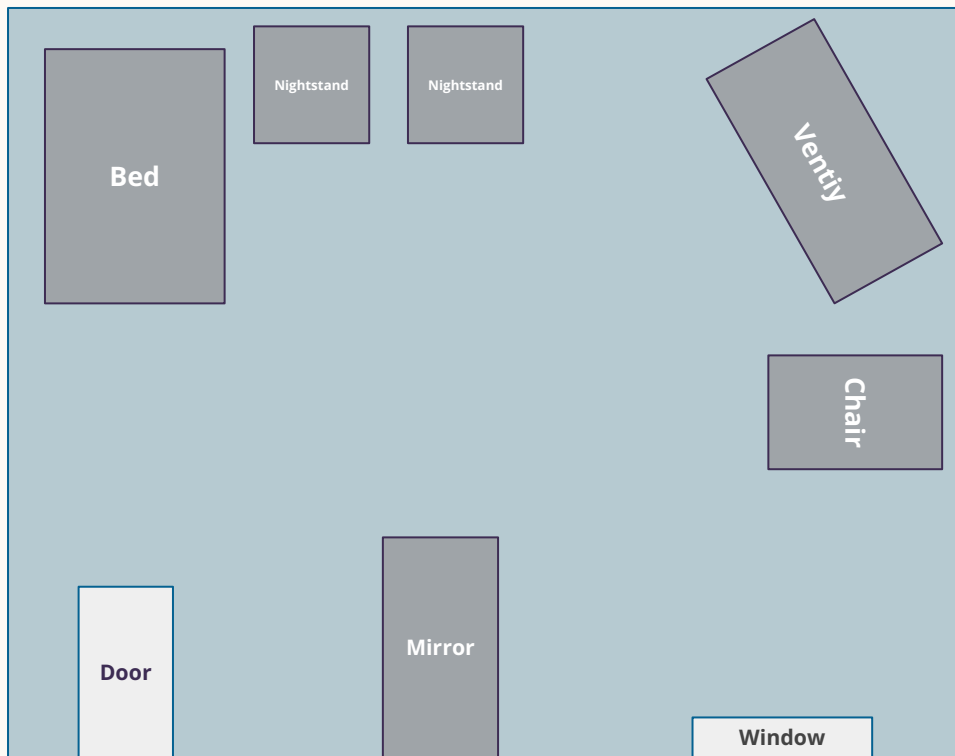 Nightstand
Nightstand
Bed
Ventiy
Chair
Mirror
Door
Window